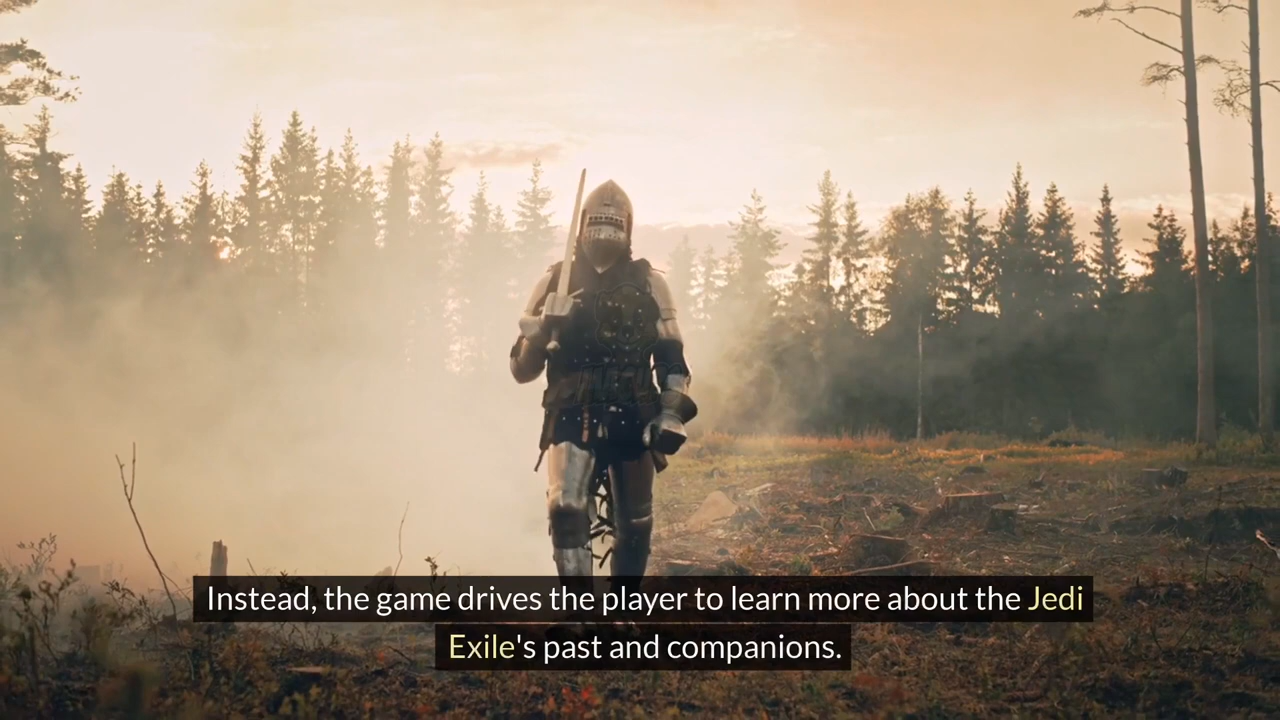 Instead, the game drives the player to learn more about the Jedi
Exile's past and companions.